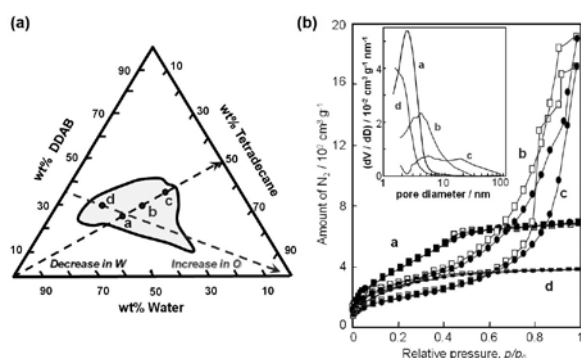 (a)
90
10
70
30
wt% DDAB
wt% Tetradecane
50
50
30
70
10
90
d
a
b
c
Decrease in W
Increase in O
90
70
50
30
10
0
wt% Water
(b)
20
16
12
8
4
0
Amount of N2 / 10² cm³ g⁻¹
0
0.2
0.4
0.6
0.8
1
Relative pressure, p/p0
a
b
c
d
(dV / dD) / 10⁻² cm³ g⁻¹ nm⁻¹
4
2
0
1
10
100
pore diameter / nm
a
d
b
c